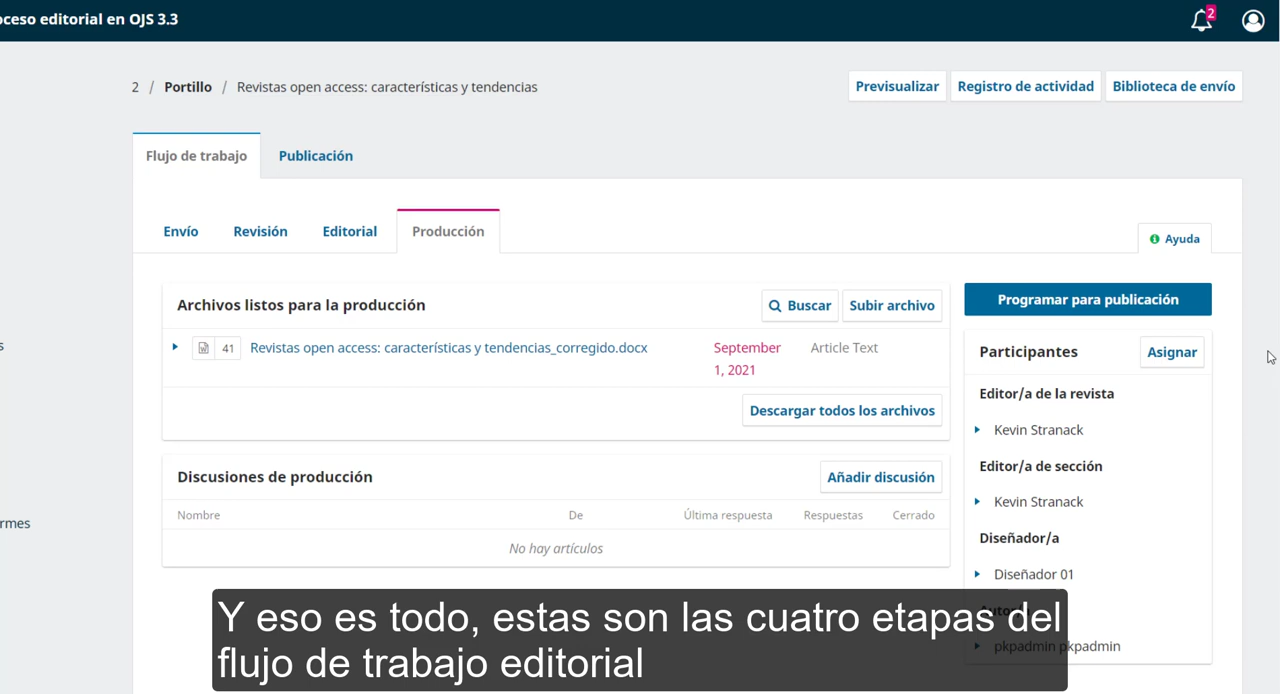 oceso editorial en OJS 3.3
2
2 / Portillo / Revistas open access: características y tendencias
Previsualizar
Registro de actividad
Biblioteca de envío
Flujo de trabajo
Publicación
Envío
Revisión
Editorial
Producción
Ayuda
Archivos listos para la producción
Buscar
Subir archivo
41
Revistas open access: características y tendencias_corregido.docx
September
1, 2021
Article Text
Descargar todos los archivos
Discusiones de producción
Añadir discusión
Nombre
De
Última respuesta
Respuestas
Cerrado
No hay artículos
Programar para publicación
Participantes
Asignar
Editor/a de la revista
Kevin Stranack
Editor/a de sección
Kevin Stranack
Diseñador/a
Diseñador 01
pkpadmin pkpadmin
s
rmes
Y eso es todo, estas son las cuatro etapas del
flujo de trabajo editorial